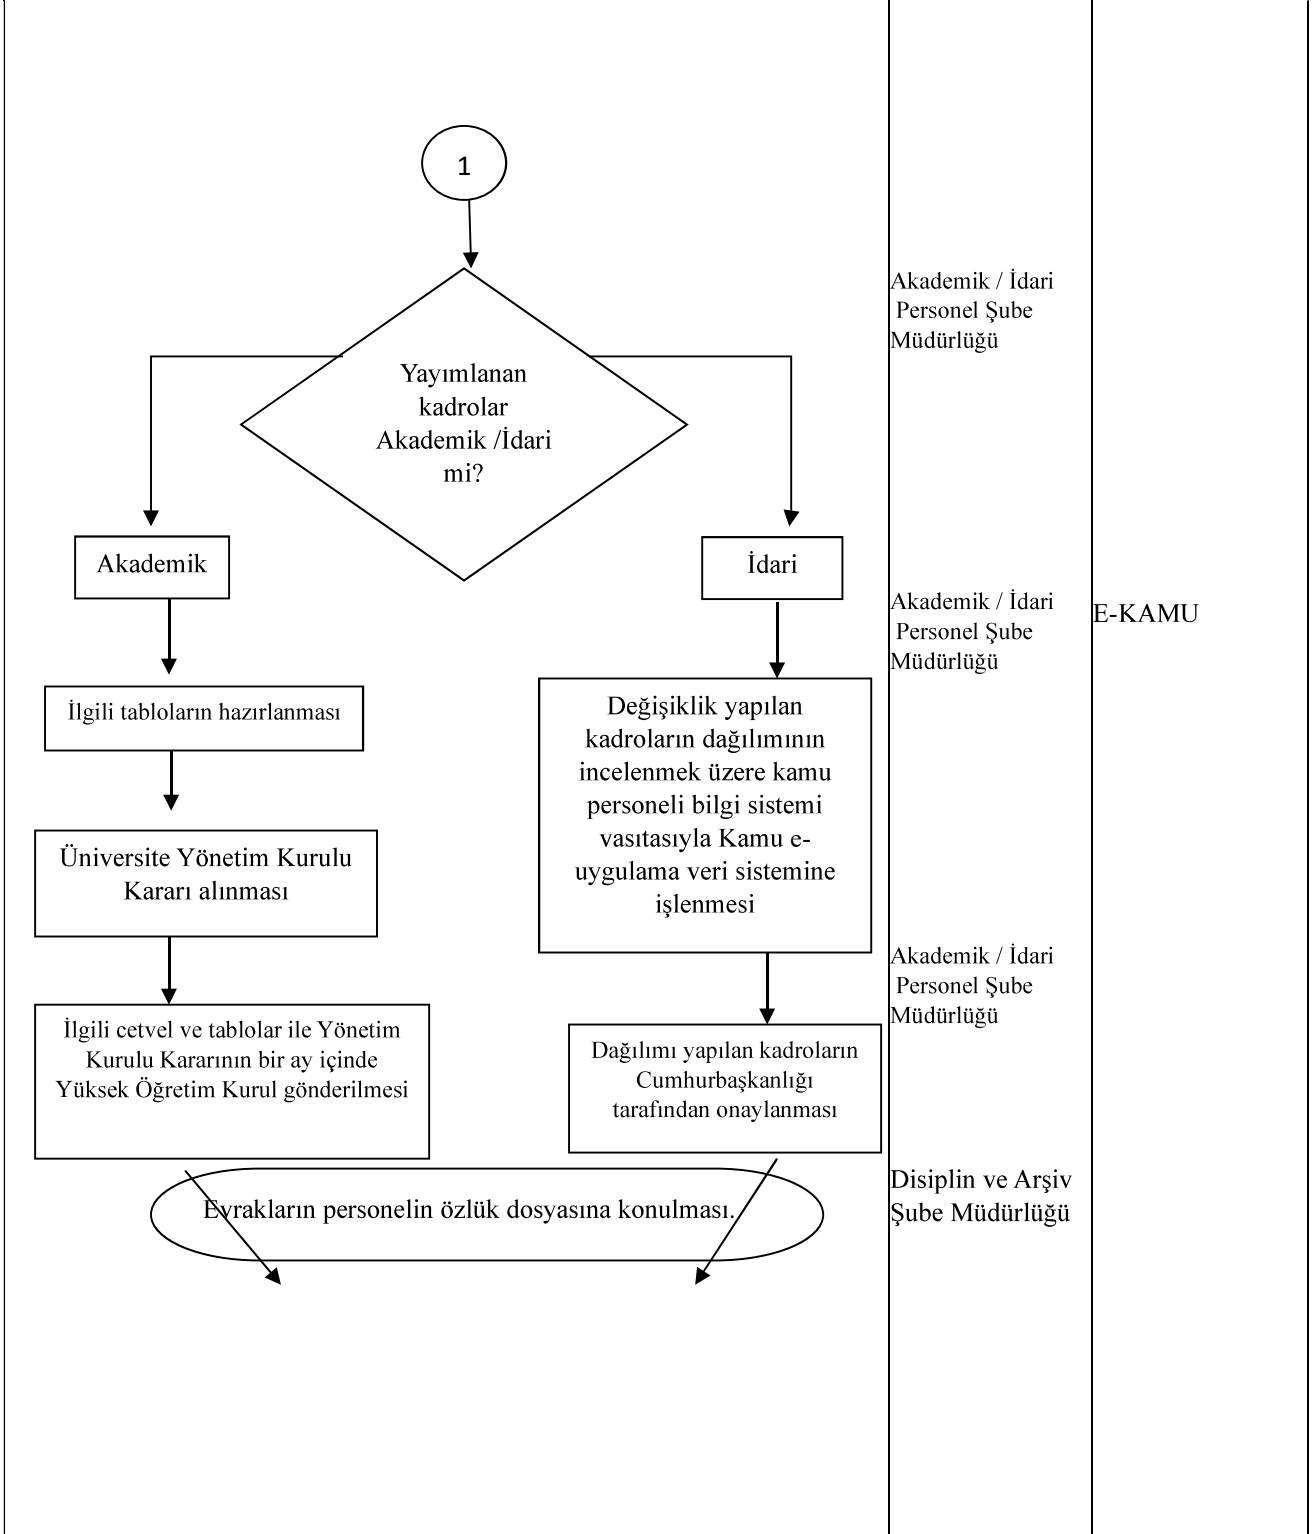 1
Yayımlanan
kadrolar
Akademik /İdari
mi?
Akademik / İdari
Personel Şube
Müdürlüğü
Akademik
İdari
Akademik / İdari
Personel Şube
Müdürlüğü
E-KAMU
İlgili tabloların hazırlanması
Değişiklik yapılan
kadroların dağılımının
incelenmek üzere kamu
personeli bilgi sistemi
vasıtasıyla Kamu e-
uygulama veri sistemine
işlenmesi
Üniversite Yönetim Kurulu
Kararı alınması
Akademik / İdari
Personel Şube
Müdürlüğü
İlgili cetvel ve tablolar ile Yönetim
Kurulu Kararının bir ay içinde
Yüksek Öğretim Kurul gönderilmesi
Dağılımı yapılan kadroların
Cumhurbaşkanlığı
tarafından onaylanması
Evrakların personelin özlük dosyasına konulması.
Disiplin ve Arşiv
Şube Müdürlüğü